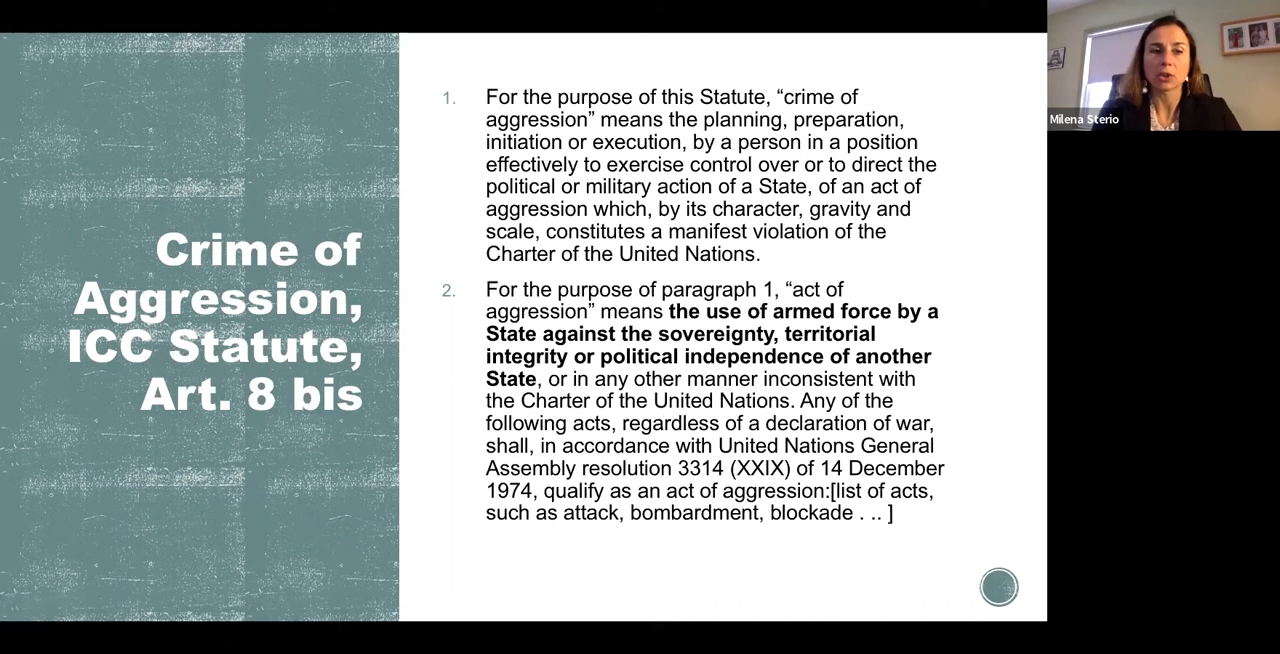 Crime of
Aggression,
ICC Statute,
Art. 8 bis
1. For the purpose of this Statute, “crime of
aggression” means the planning, preparation,
initiation or execution, by a person in a position
effectively to exercise control over or to direct the
political or military action of a State, of an act of
aggression which, by its character, gravity and
scale, constitutes a manifest violation of the
Charter of the United Nations.
2. For the purpose of paragraph 1, “act of
aggression” means the use of armed force by a
State against the sovereignty, territorial
integrity or political independence of another
State, or in any other manner inconsistent with
the Charter of the United Nations. Any of the
following acts, regardless of a declaration of war,
shall, in accordance with United Nations General
Assembly resolution 3314 (XXIX) of 14 December
1974, qualify as an act of aggression:[list of acts,
such as attack, bombardment, blockade . .. ]
Milena Sterio